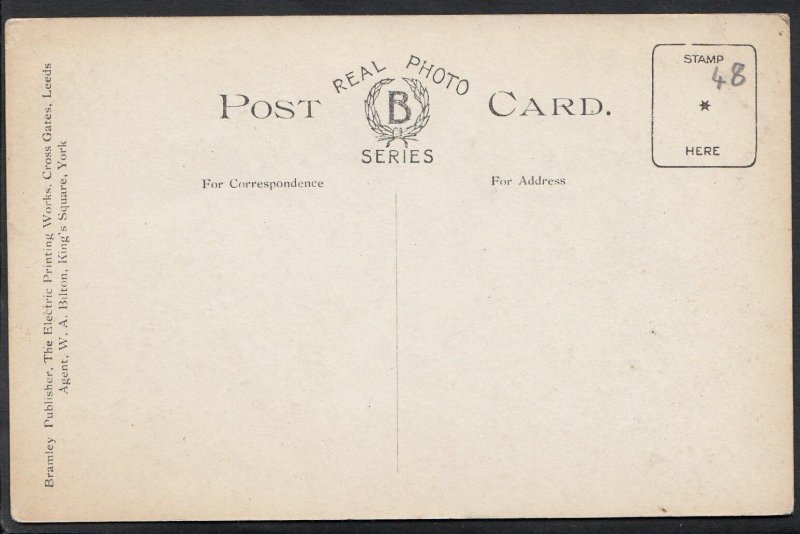 REAL PHOTO
POST B CARD.
SERIES
STAMP
48
HERE
For Correspondence
For Address
Bramley Publisher, The Electric Printing Works, Cross Gates, Leeds
Agent, W. A. Bilton, King's Square, York